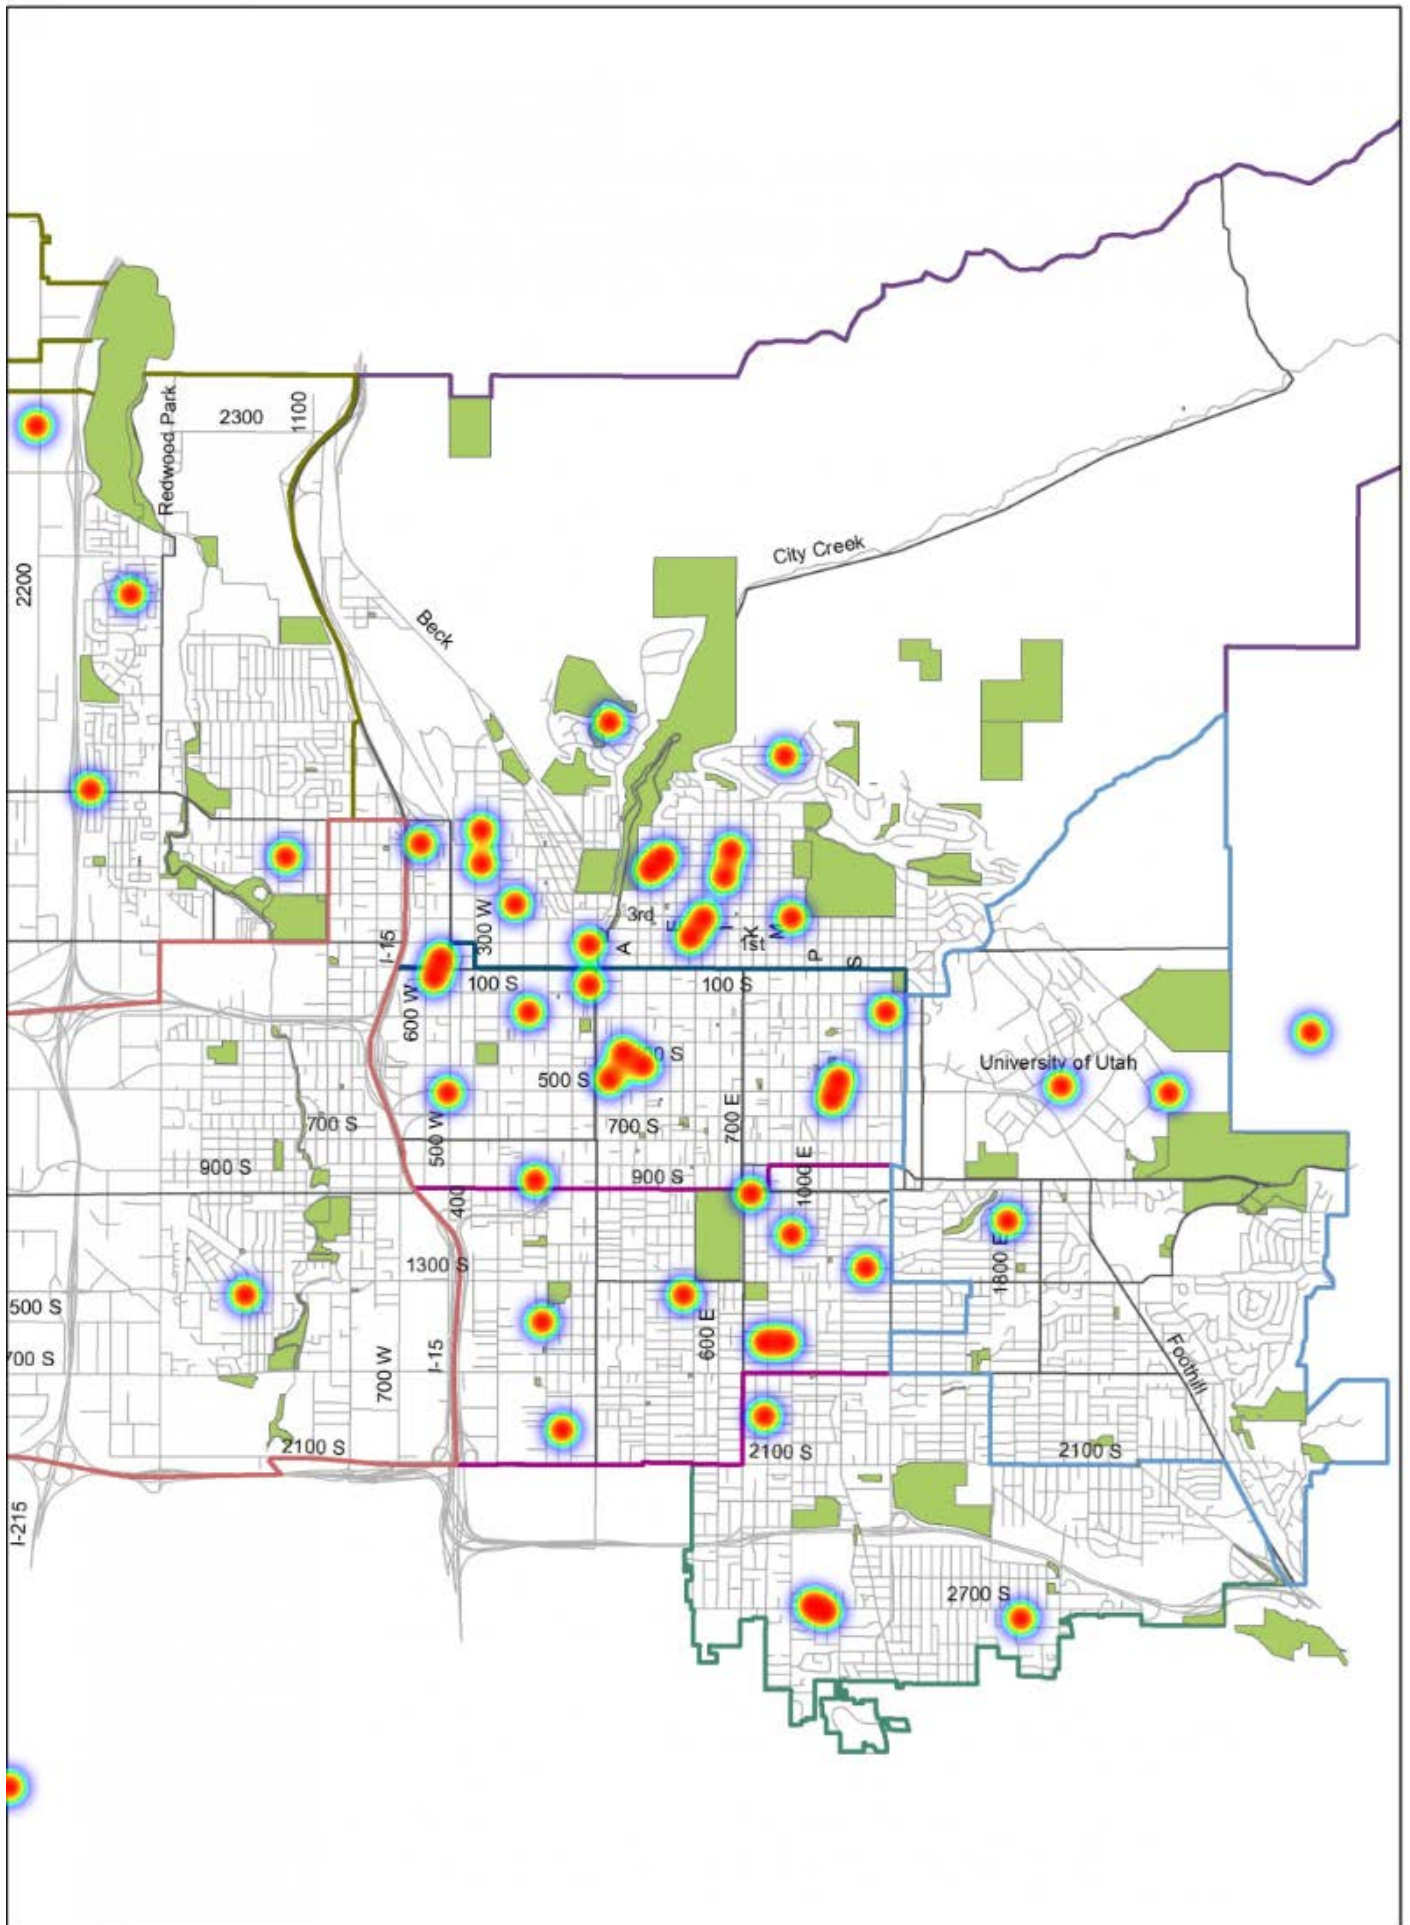 Redwood Park
2300
1100
City Creek
2200
Beck
3rd
E
I
K
M
1st
A
P
S
300 W
I-15
100 S
100 S
600 W
500 S
University of Utah
700 S
700 S
700 E
500 W
900 S
900 S
1000 E
400
1300 S
1800 E
500 S
700 S
600 E
I-15
700 W
Foothill
2100 S
2100 S
2100 S
I-215
2700 S